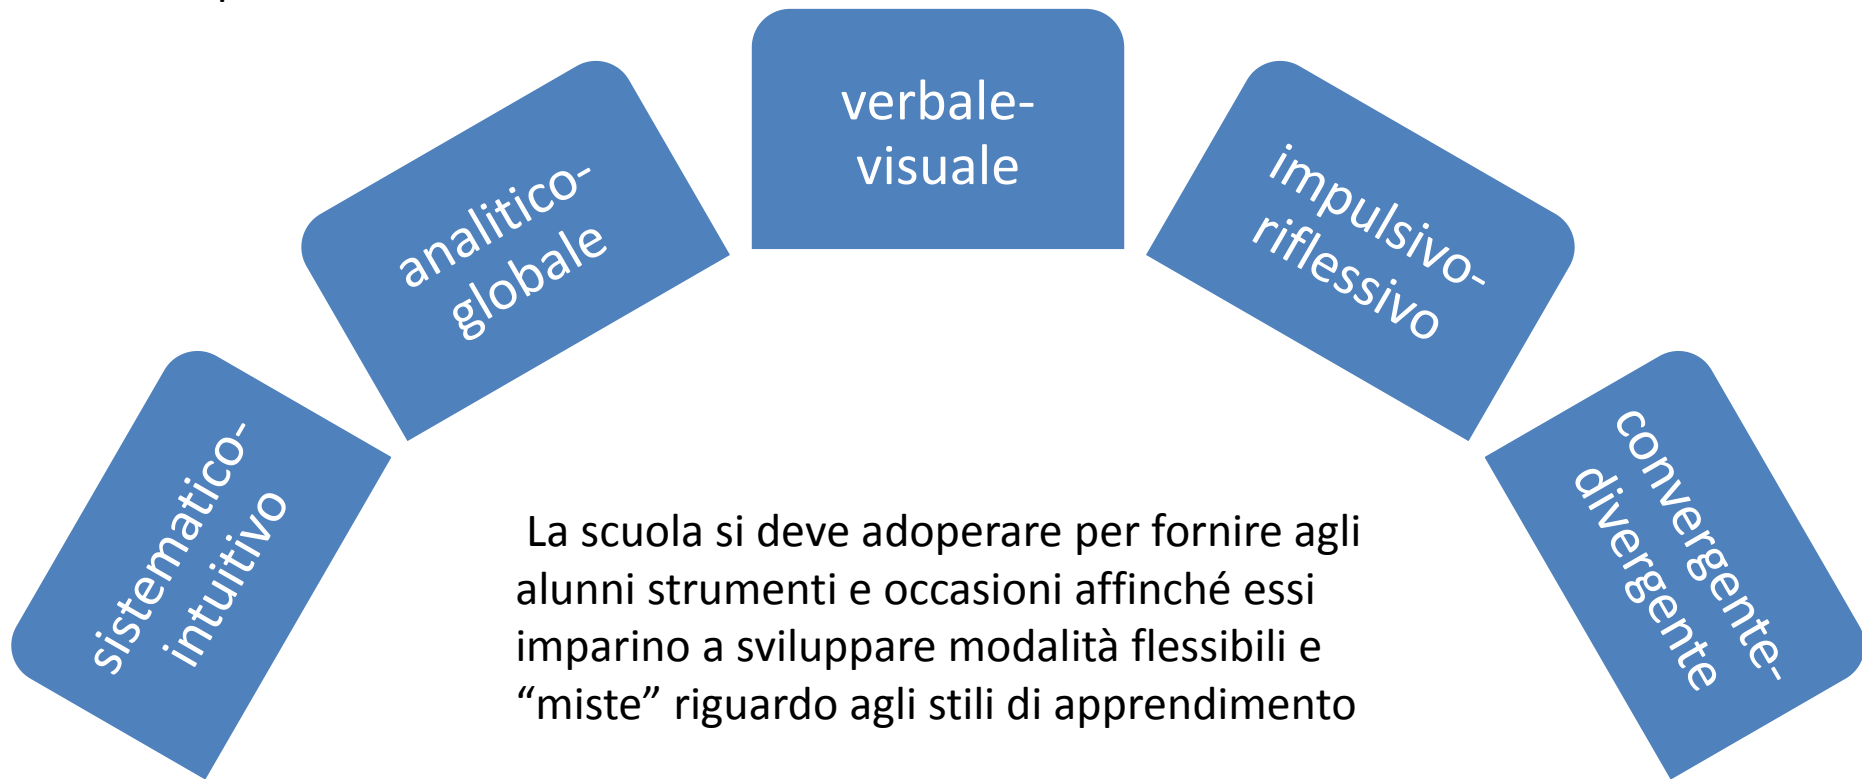 sistematico-
intuitivo
analitico-
globale
verbale-
visuale
impulsivo-
riflessivo
convergente-
divergente
La scuola si deve adoperare per fornire agli
alunni strumenti e occasioni affinché essi
imparino a sviluppare modalità flessibili e
“miste” riguardo agli stili di apprendimento